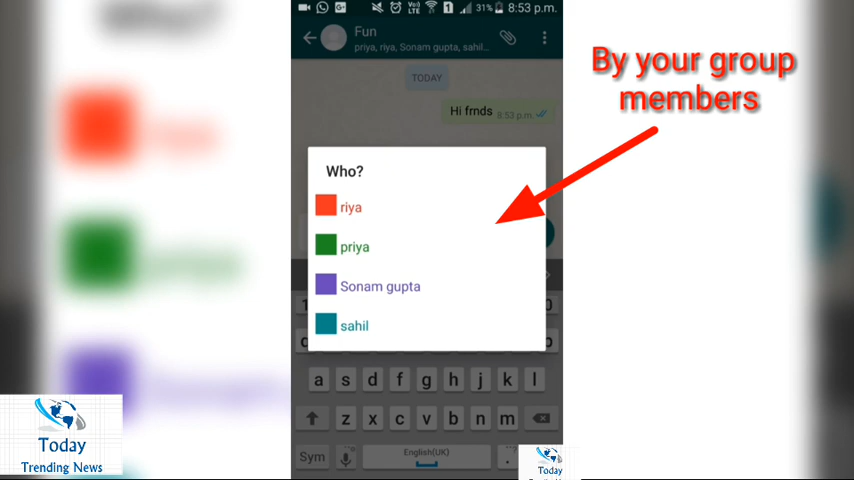 31% 8:53 p.m.
Fun
priya, riya, Sonam gupta, sahil...
TODAY
Hi frnds 8:53 p.m.
Who?
riya
priya
Sonam gupta
sahil
a s d f g h j k l
z x c v b n m
Sym
English(UK)
By your group
members
Today
Trending News
Today